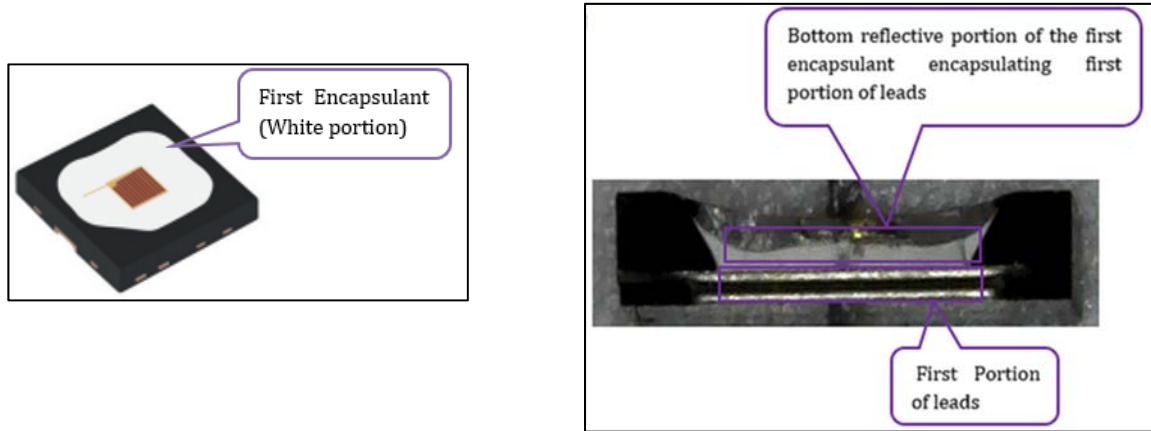 First Encapsulant
(White portion)
Bottom reflective portion of the first
encapsulant encapsulating first
portion of leads
First Portion
of leads